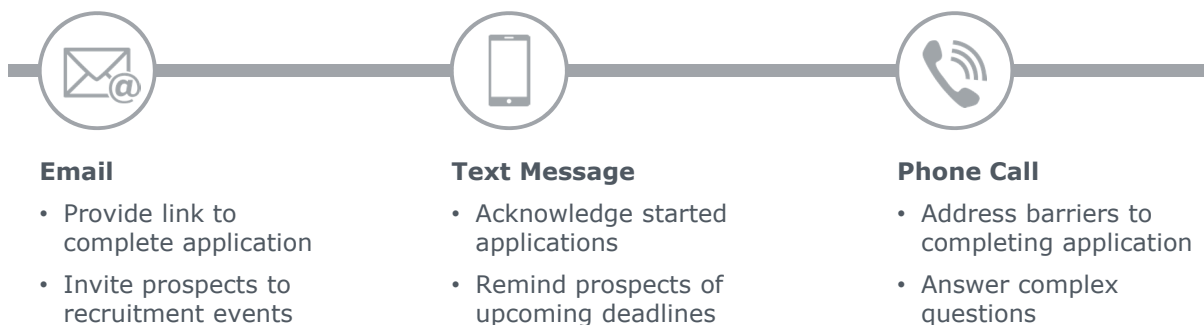 @
Email
• Provide link to
complete application
• Invite prospects to
recruitment events
Text Message
• Acknowledge started
applications
• Remind prospects of
upcoming deadlines
Phone Call
• Address barriers to
completing application
• Answer complex
questions